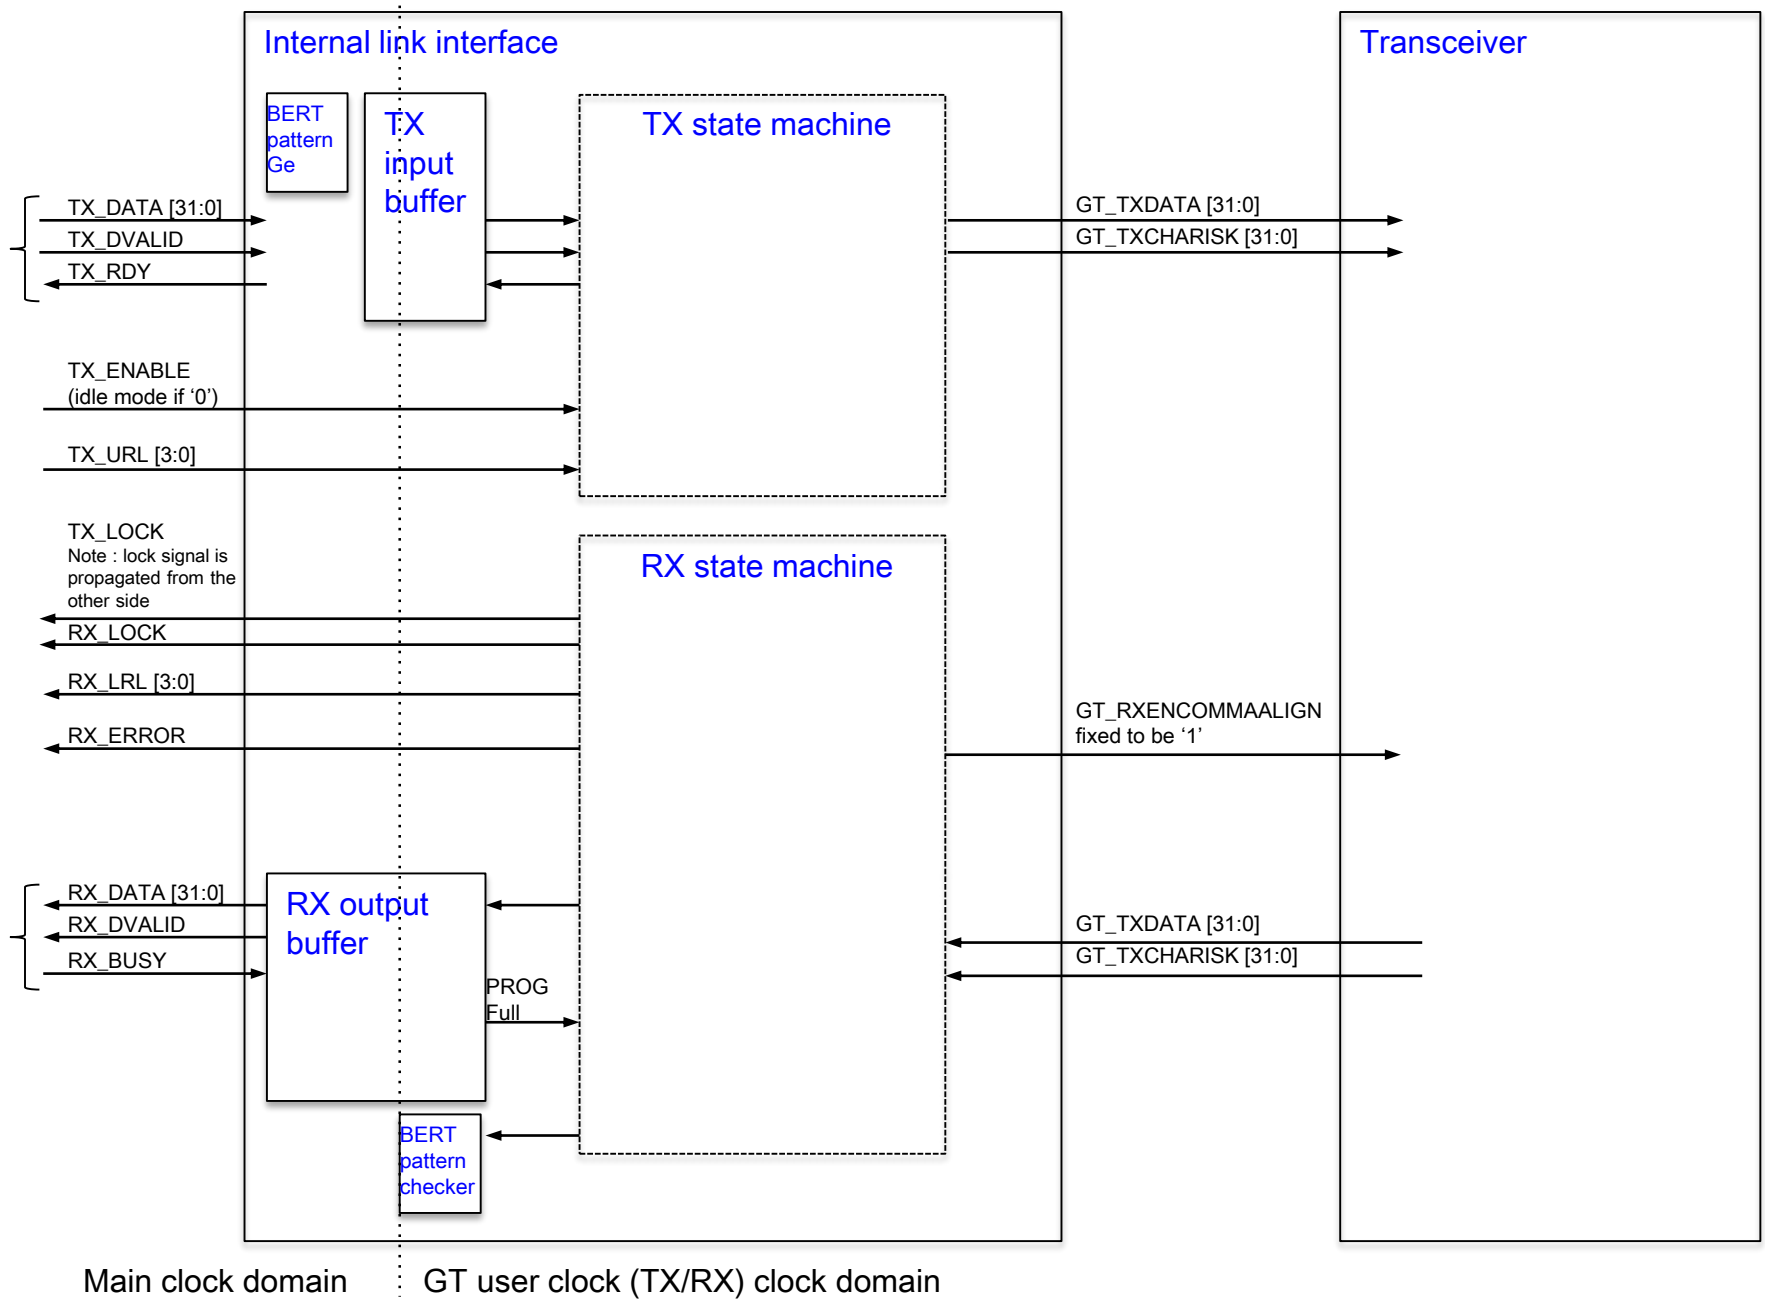 Internal link interface
Transceiver
BERT
pattern
Ge
TX
input
buffer
TX state machine
TX_DATA [31:0]
TX_DVALID
TX_RDY
GT_TXDATA [31:0]
GT_TXCHARISK [31:0]
TX_ENABLE
(idle mode if ‘0’)
TX_URL [3:0]
TX_LOCK
Note : lock signal is
propagated from the
other side
RX_LOCK
RX_LRL [3:0]
RX_ERROR
RX state machine
GT_RXENCOMMAALIGN
fixed to be ‘1’
RX_DATA [31:0]
RX_DVALID
RX_BUSY
RX output
buffer
PROG
Full
GT_TXDATA [31:0]
GT_TXCHARISK [31:0]
BERT
pattern
checker
Main clock domain
GT user clock (TX/RX) clock domain